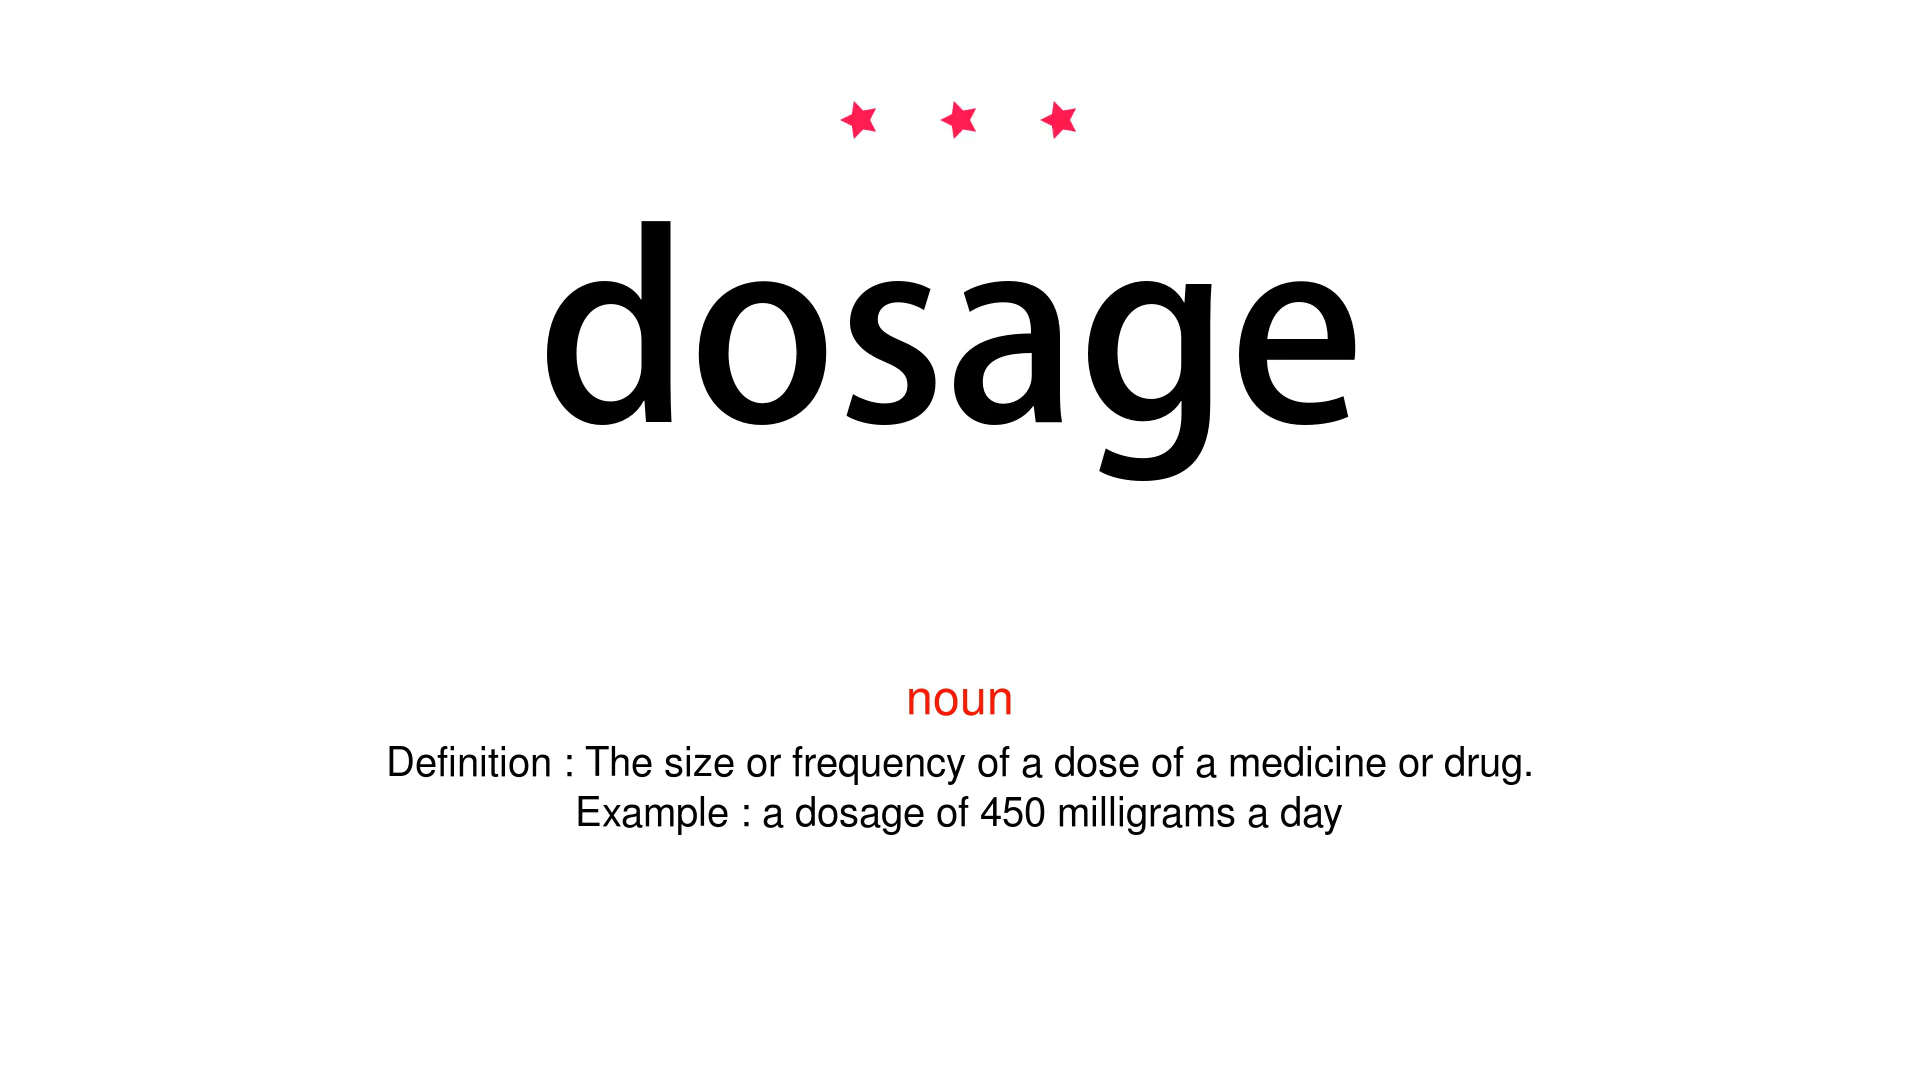 dosage
noun
Definition : The size or frequency of a dose of a medicine or drug.
Example : a dosage of 450 milligrams a day